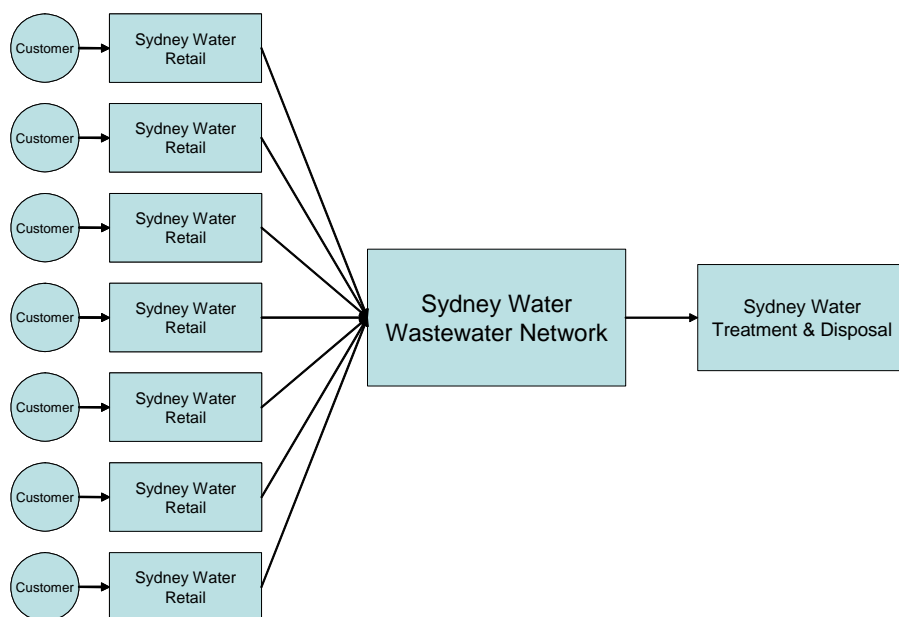 Customer
Sydney Water
Retail
Customer
Sydney Water
Retail
Customer
Sydney Water
Retail
Customer
Sydney Water
Retail
Customer
Sydney Water
Retail
Customer
Sydney Water
Retail
Customer
Sydney Water
Retail
Sydney Water
Wastewater Network
Sydney Water
Treatment & Disposal